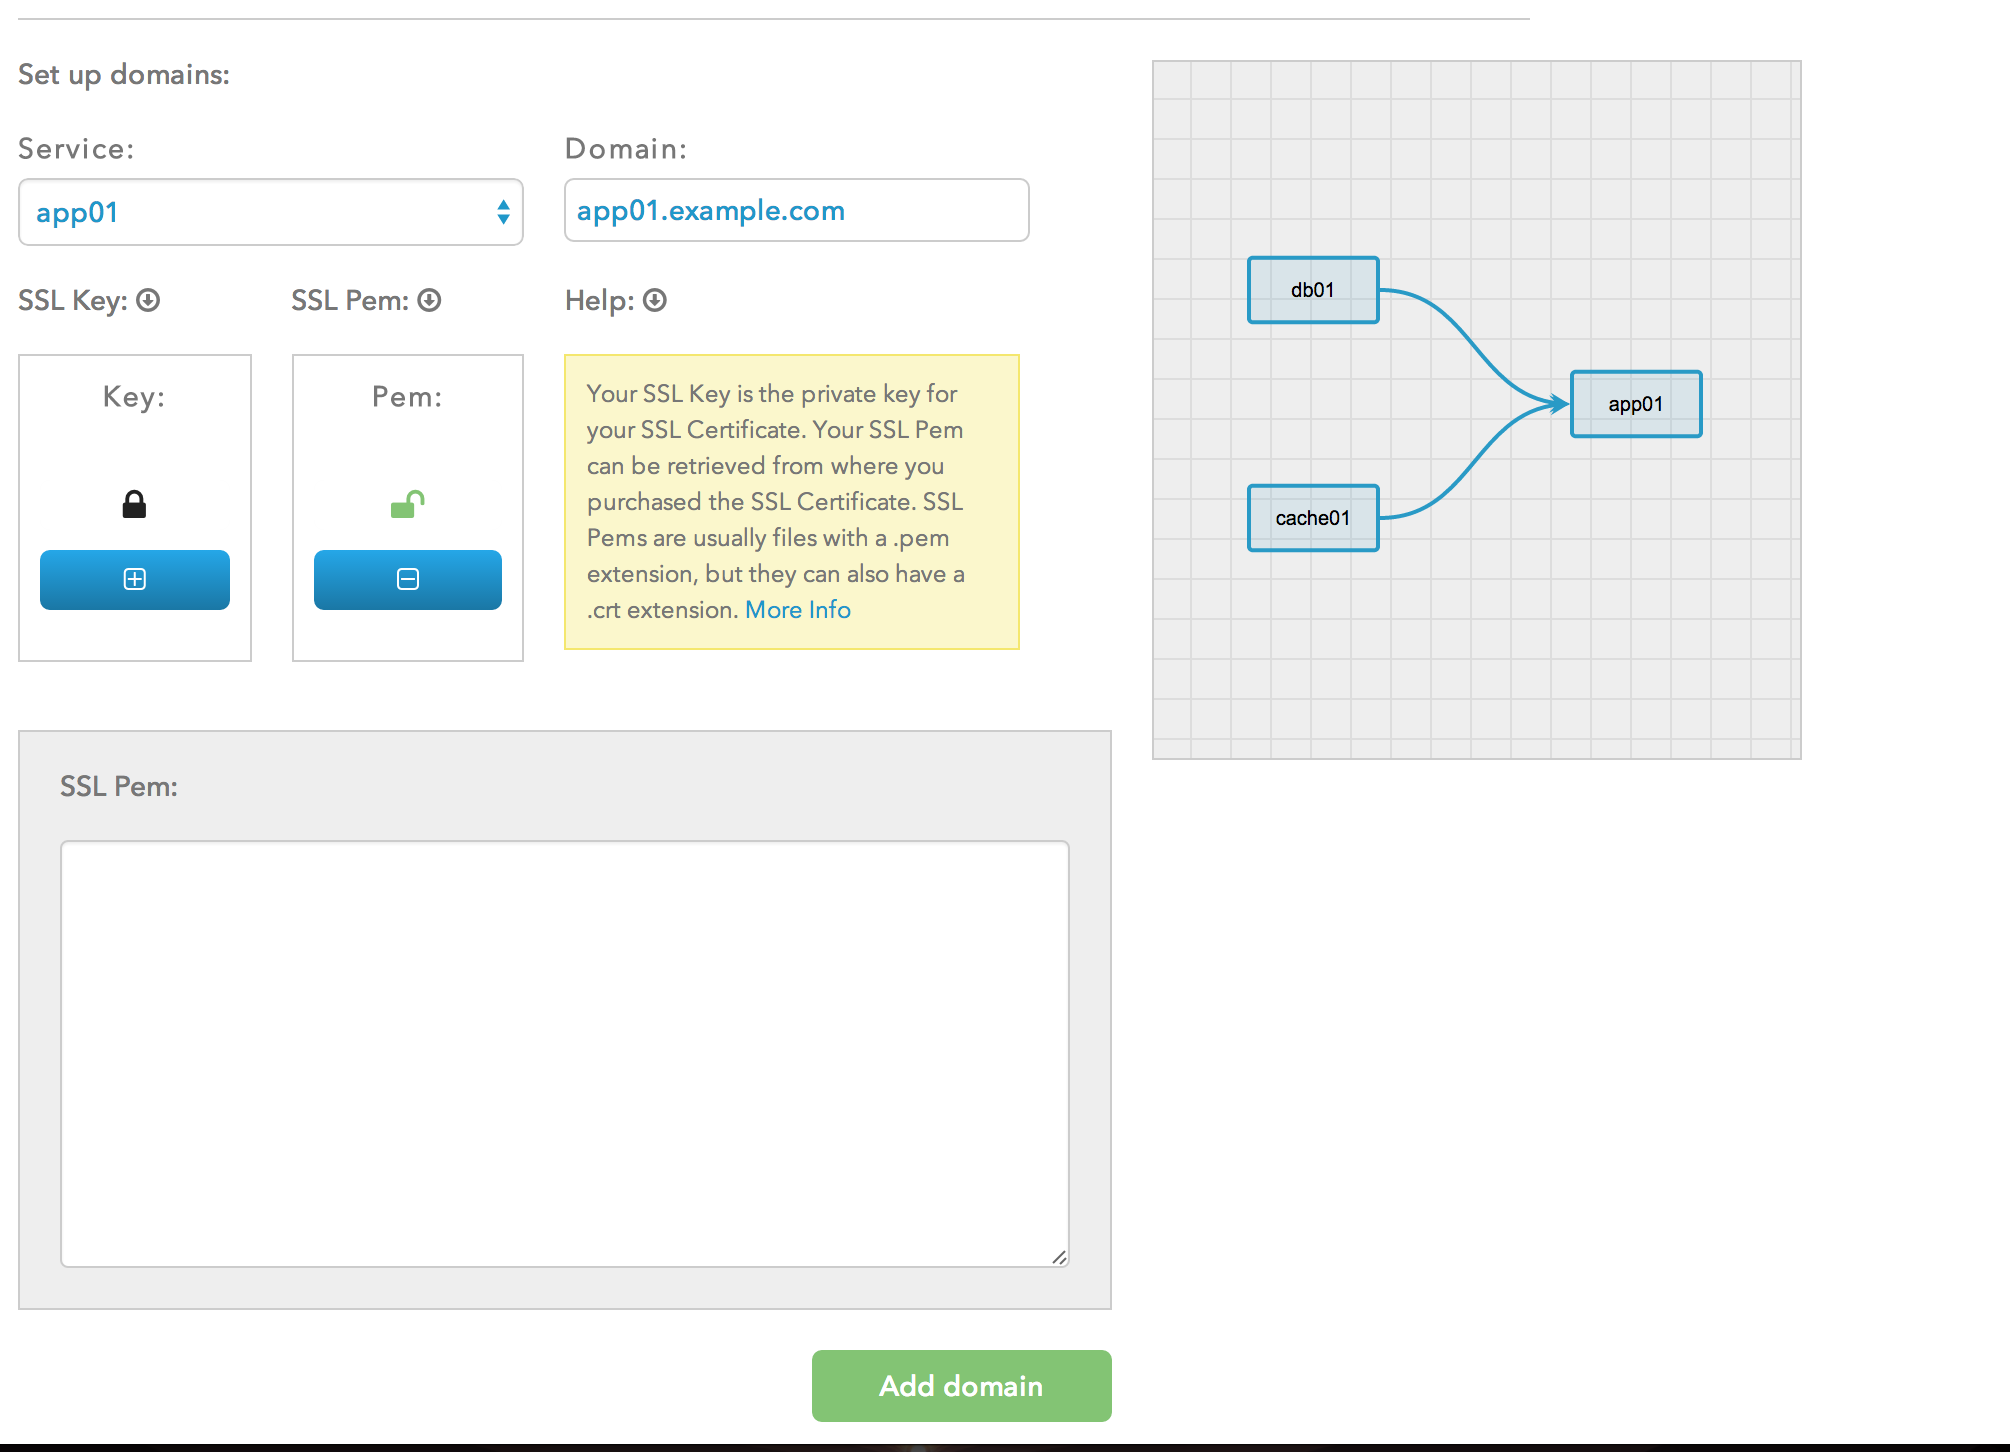 Set up domains:
Service:
Domain:
app01
app01.example.com
SSL Key:
SSL Pem:
Help:
Key:
Pem:
Your SSL Key is the private key for
your SSL Certificate. Your SSL Pem
can be retrieved from where you
purchased the SSL Certificate. SSL
Pems are usually files with a .pem
extension, but they can also have a
.crt extension. More Info
SSL Pem:
Add domain
db01
app01
cache01